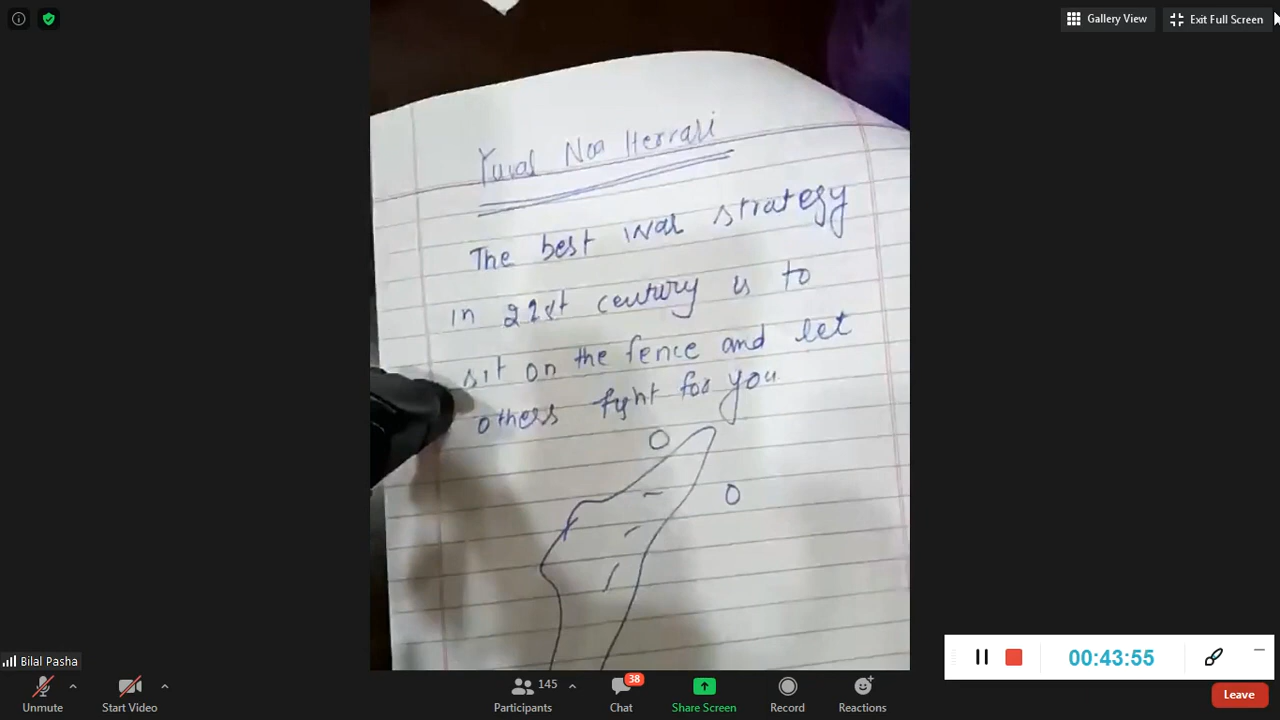 Gallery View
Exit Full Screen
Yuval Noa Herrari
The best war strategy
in 21st century is to
sit on the fence and let
others fight for you
Bilal Pasha
00:43:55
Unmute
Start Video
145
Participants
38
Chat
Share Screen
Record
Reactions
Leave